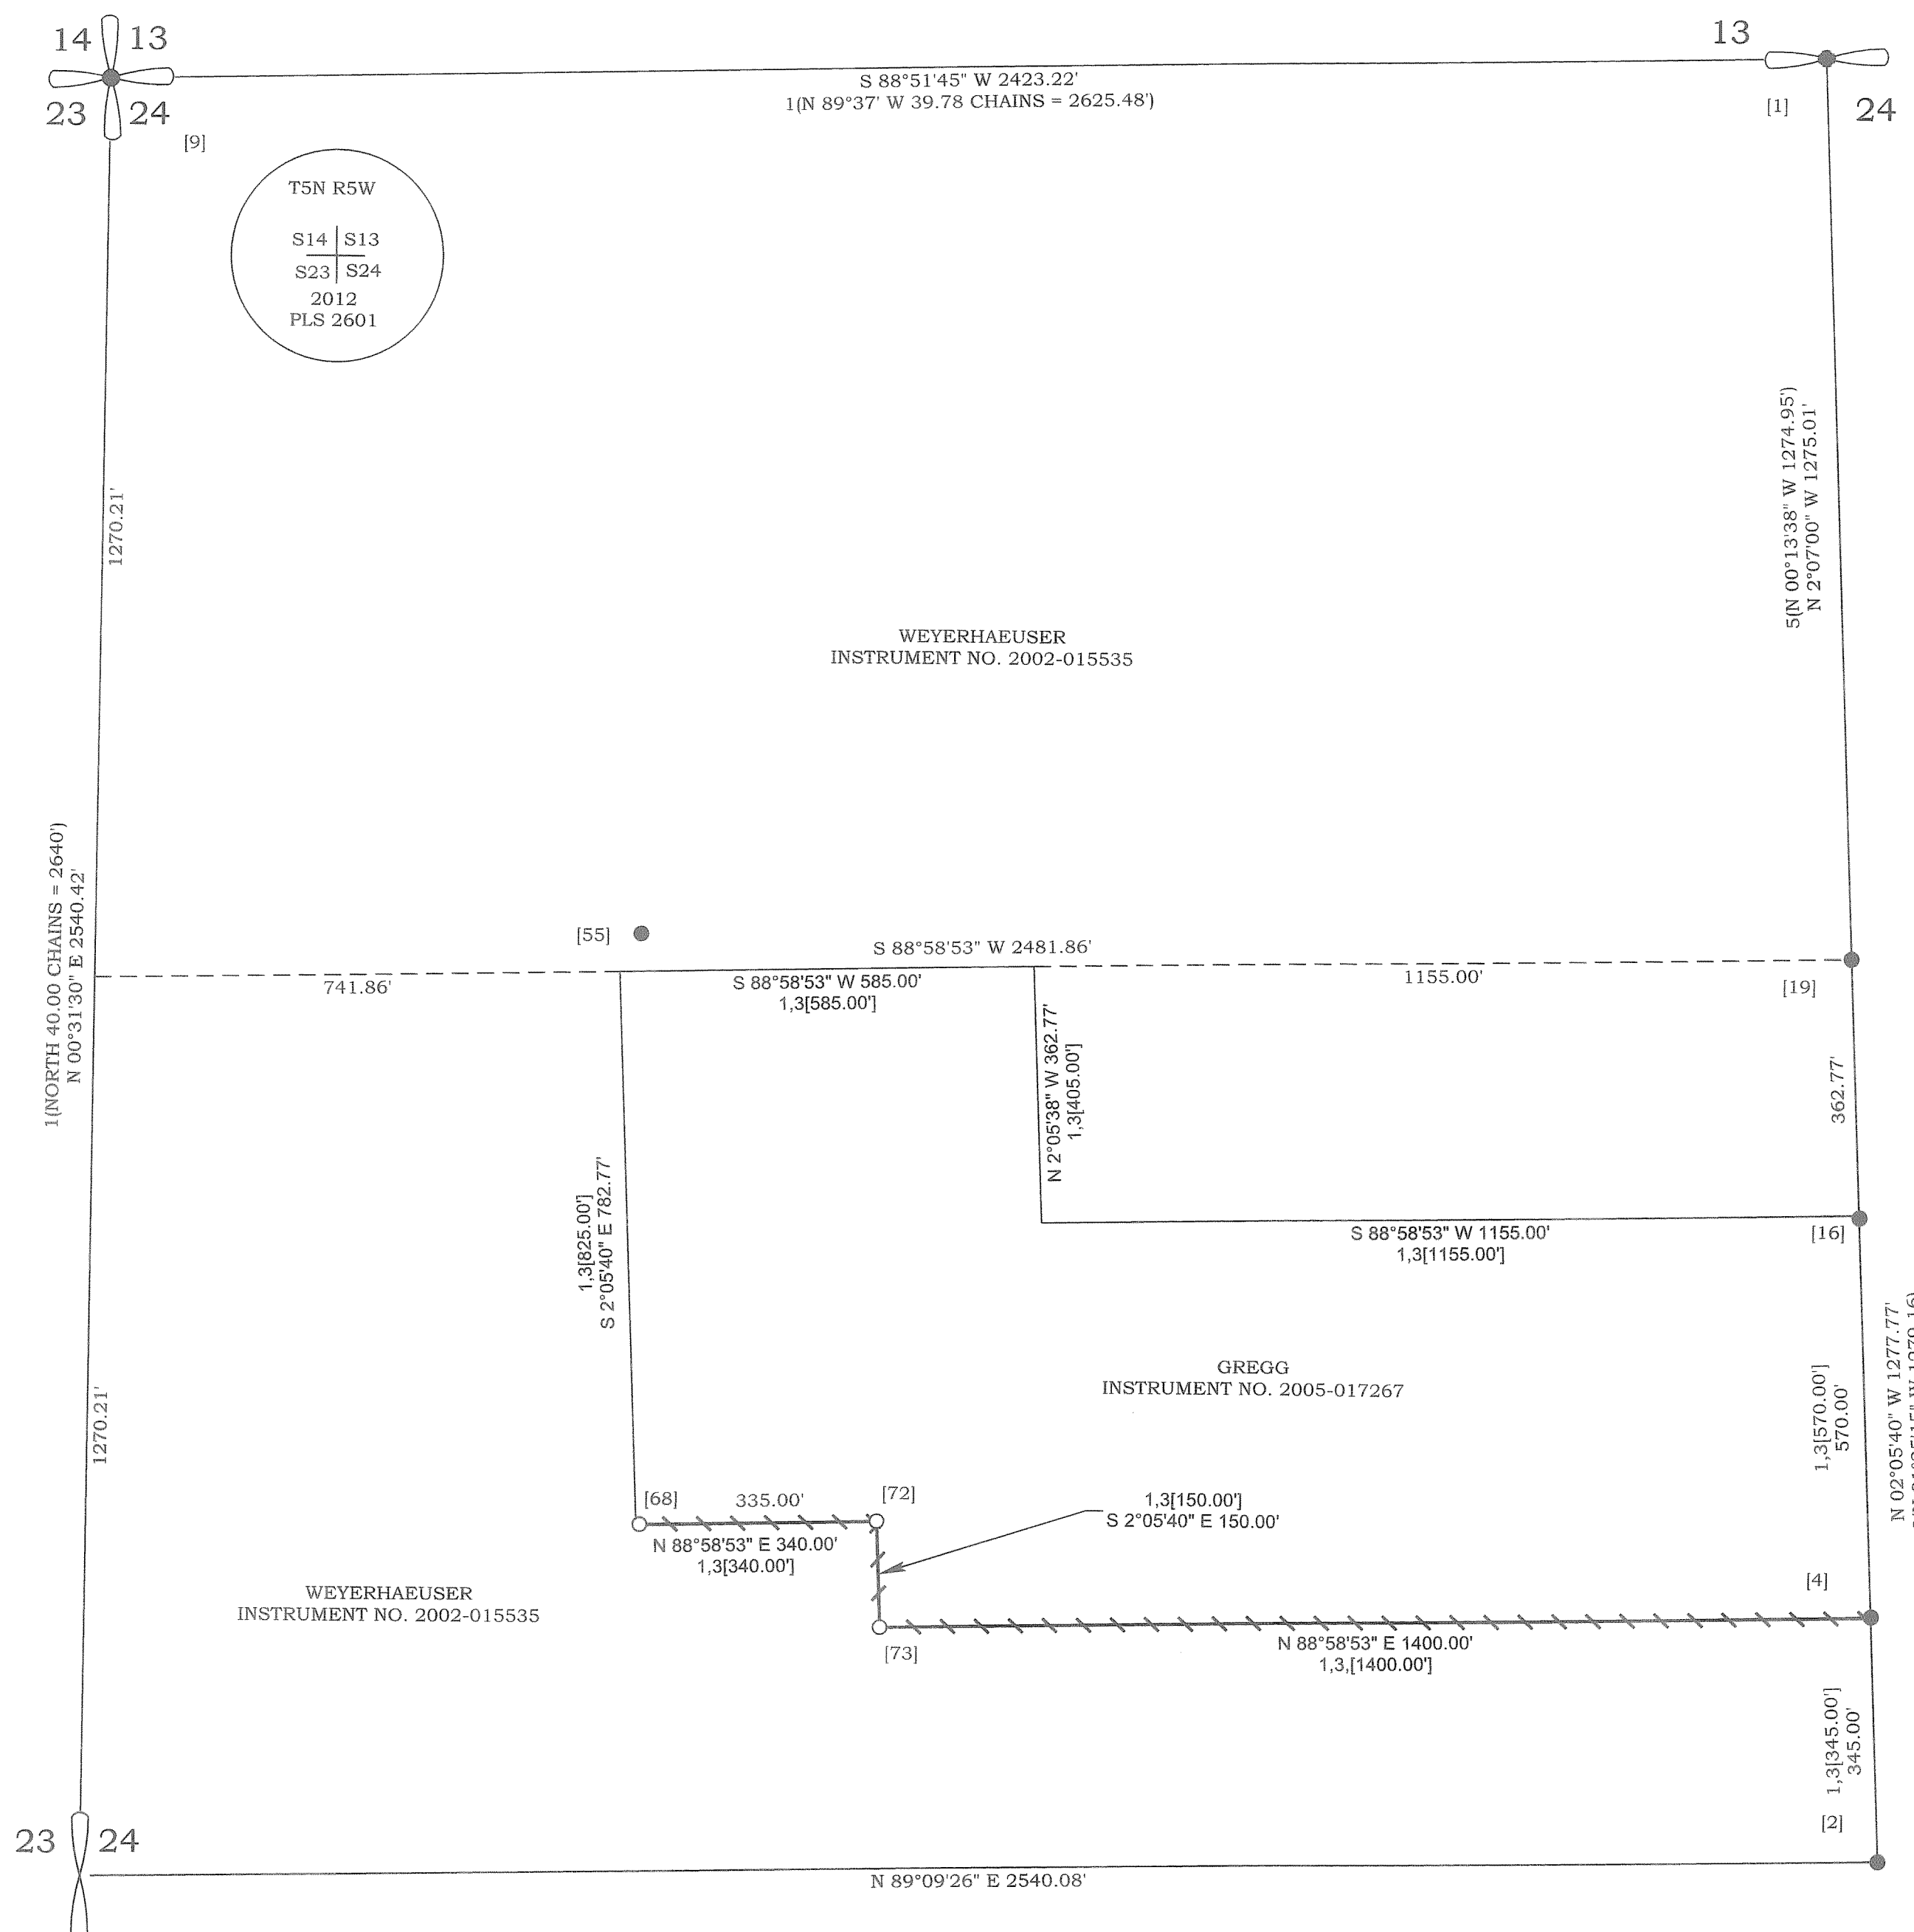 14 13
13
S 88°51'45" W 2423.22'
1(N 89°37' W 39.78 CHAINS = 2625.48')
[1]
24
23 24
[9]
T5N R5W
S14 S13
S23 S24
2012
PLS 2601
1270.21'
5(N 00°13'38" W 1274.95')
N 2°07'00" W 1275.01'
WEYERHAEUSER
INSTRUMENT NO. 2002-015535
1(NORTH 40.00 CHAINS = 2640')
N 00°31'30" E 2540.42'
[55]
S 88°58'53" W 2481.86'
741.86'
S 88°58'53" W 585.00'
1,3[585.00']
1155.00'
[19]
N 2°05'38" W 362.77'
1,3[405.00']
362.77'
1,3[825.00']
S 2°05'40" E 782.77'
S 88°58'53" W 1155.00'
1,3[1155.00']
[16]
GREGG
INSTRUMENT NO. 2005-017267
1270.21'
1,3[570.00']
570.00'
N 02°05'40" W 1277.77'
[68]
335.00'
[72]
1,3[150.00']
S 2°05'40" E 150.00'
N 88°58'53" E 340.00'
1,3[340.00']
WEYERHAEUSER
INSTRUMENT NO. 2002-015535
[4]
[73]
N 88°58'53" E 1400.00'
1,3,[1400.00']
1,3[345.00']
345.00'
[2]
23 24
N 89°09'26" E 2540.08'